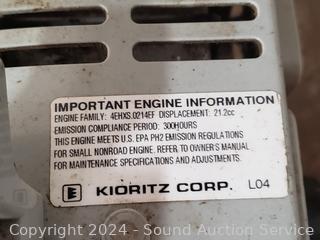 IMPORTANT ENGINE INFORMATION
ENGINE FAMILY: 4EHXS.0214EF DISPLACEMENT: 21.2cc
EMISSION COMPLIANCE PERIOD: 300HOURS
THIS ENGINE MEETS U.S. EPA PH2 EMISSION REGULATIONS
FOR SMALL NONROAD ENGINE. REFER TO OWNER'S MANUAL
FOR MAINTENANCE SPECIFICATIONS AND ADJUSTMENTS.
KIORITZ CORP. L04
Copyright 2024 - Sound Auction Service